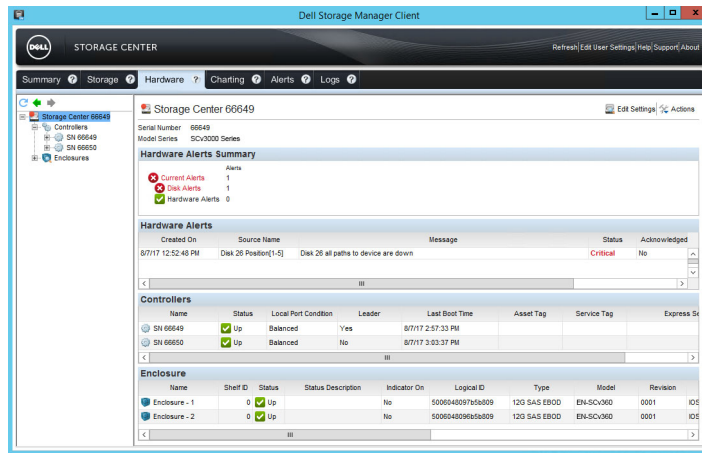 Dell Storage Manager Client
DELL STORAGE CENTER Refresh|Edit User Settings|Help|Support|About
Summary ? Storage ? Hardware ? Charting ? Alerts ? Logs ?
Storage Center 66649
Controllers
SN 66649
SN 66650
Enclosures
Storage Center 66649 Edit Settings Actions
Serial Number 66649
Model Series SCv3000 Series
Hardware Alerts Summary
Alerts
Current Alerts 1
Disk Alerts 1
Hardware Alerts 0
Hardware Alerts
Created On Source Name Message Status Acknowledged
8/7/17 12:52:48 PM Disk 26 Position[1-5] Disk 26 all paths to device are down Critical No
Controllers
Name Status Local Port Condition Leader Last Boot Time Asset Tag Service Tag Express Se
SN 66649 Up Balanced Yes 8/7/17 2:57:33 PM
SN 66650 Up Balanced No 8/7/17 3:03:37 PM
Enclosure
Name Shelf ID Status Status Description Indicator On Logical ID Type Model Revision
Enclosure - 1 0 Up No 5006048097b5b809 12G SAS EBOD EN-SCv360 0001 IOS
Enclosure - 2 0 Up No 5006048096b5b809 12G SAS EBOD EN-SCv360 0001 IOS